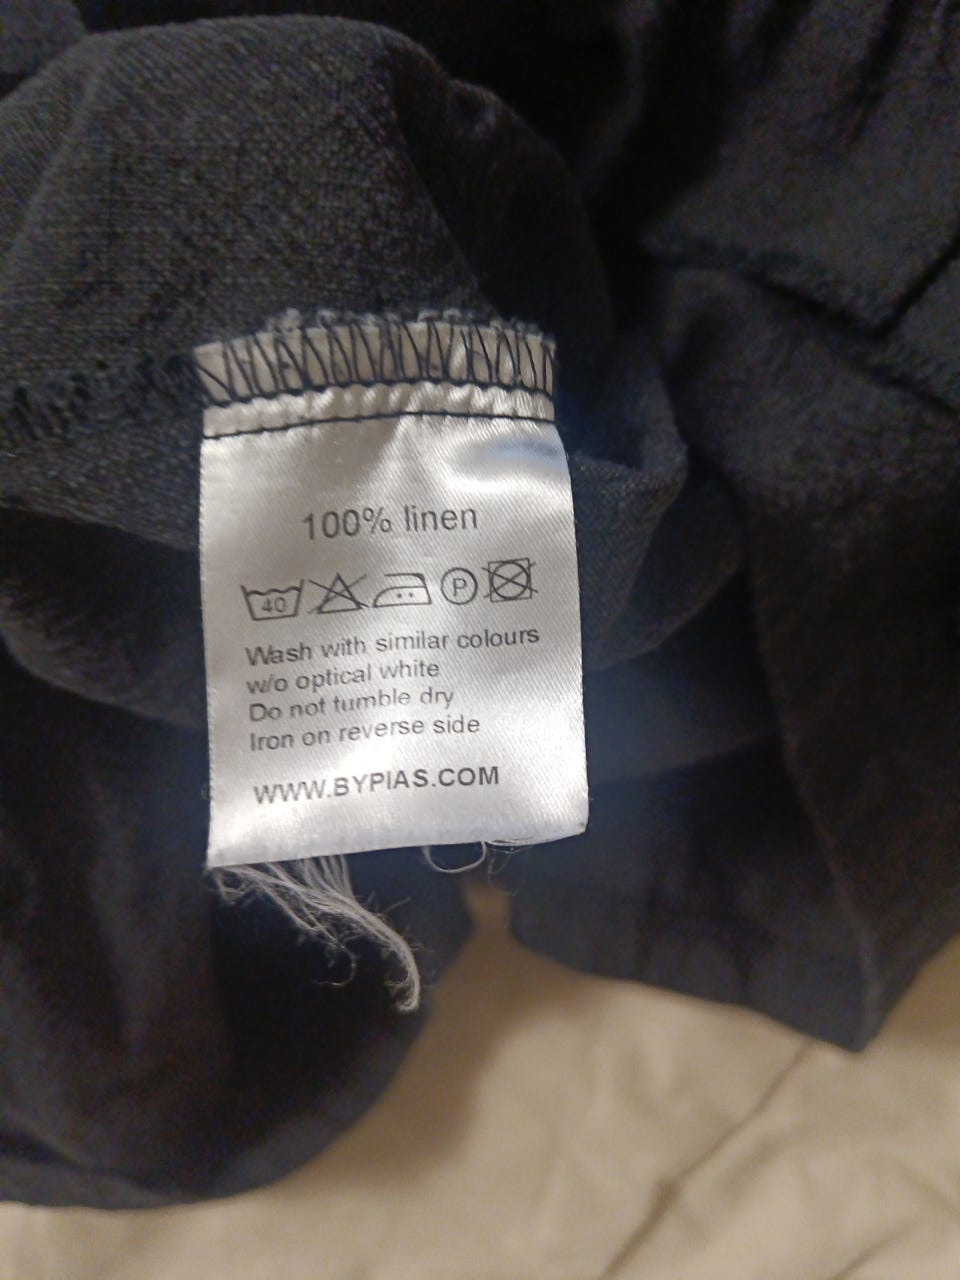 100% linen
40 P
Wash with similar colours
w/o optical white
Do not tumble dry
Iron on reverse side
WWW.BYPIAS.COM